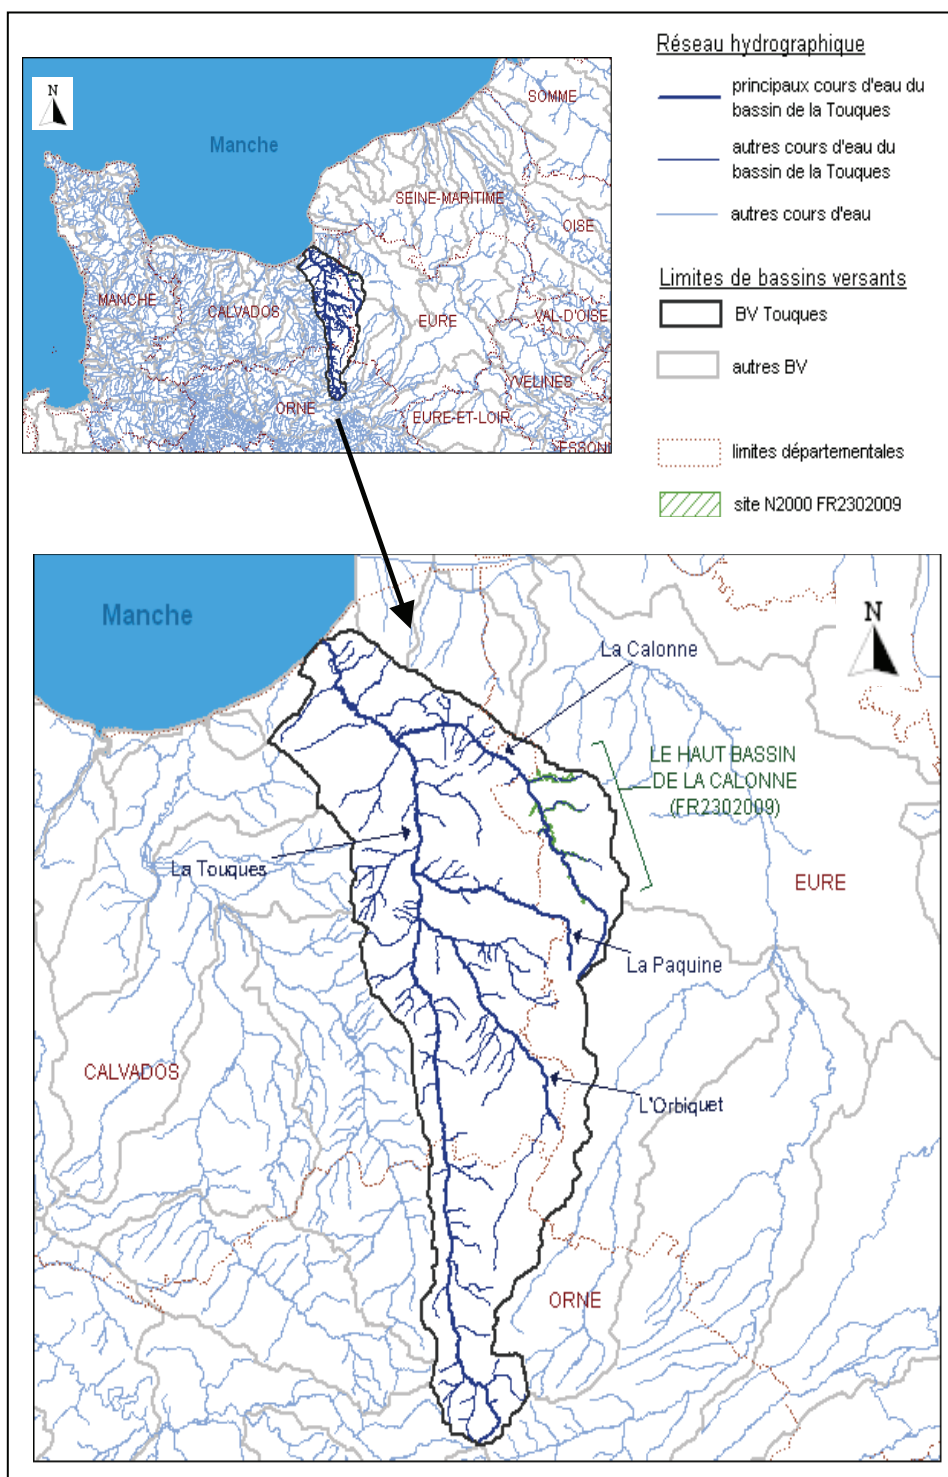 Réseau hydrographique
principaux cours d'eau du
bassin de la Touques
autres cours d'eau du
bassin de la Touques
autres cours d'eau
Limites de bassins versants
BV Touques
autres BV
limites départementales
site N2000 FR2302009
N
Manche
SOMME
SEINE-MARITIME
OISE
MANCHE
CALVADOS
EURE
VAL-D'OISE
YVELINES
ORNE
EURE-ET-LOIR
ESSON
Manche
N
La Calonne
LE HAUT BASSIN
DE LA CALONNE
(FR2302009)
La Touques
EURE
La Paquine
CALVADOS
L'Orbiquet
ORNE